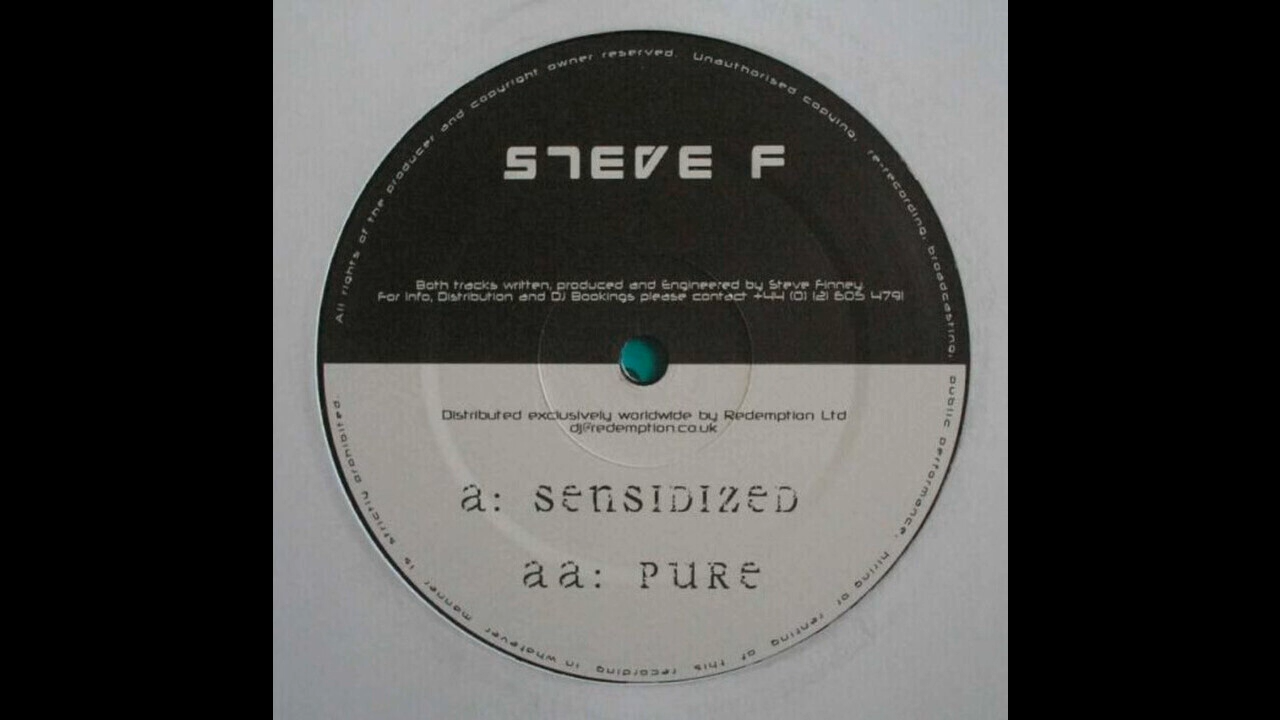 All rights of the producer and copyright owner reserved. Unauthorised copying, re-recording, broadcasting, public performance, hiring or renting of this recording in whatever manner is strictly prohibited.
STEVE F
Both tracks written, produced and Engineered by Steve Finney
For Info, Distribution and DJ Bookings please contact +44 (0) 121 605 4791
Distributed exclusively worldwide by Redemption Ltd
dj@redemption.co.uk
a: SensIDIzeD
aa: PURe